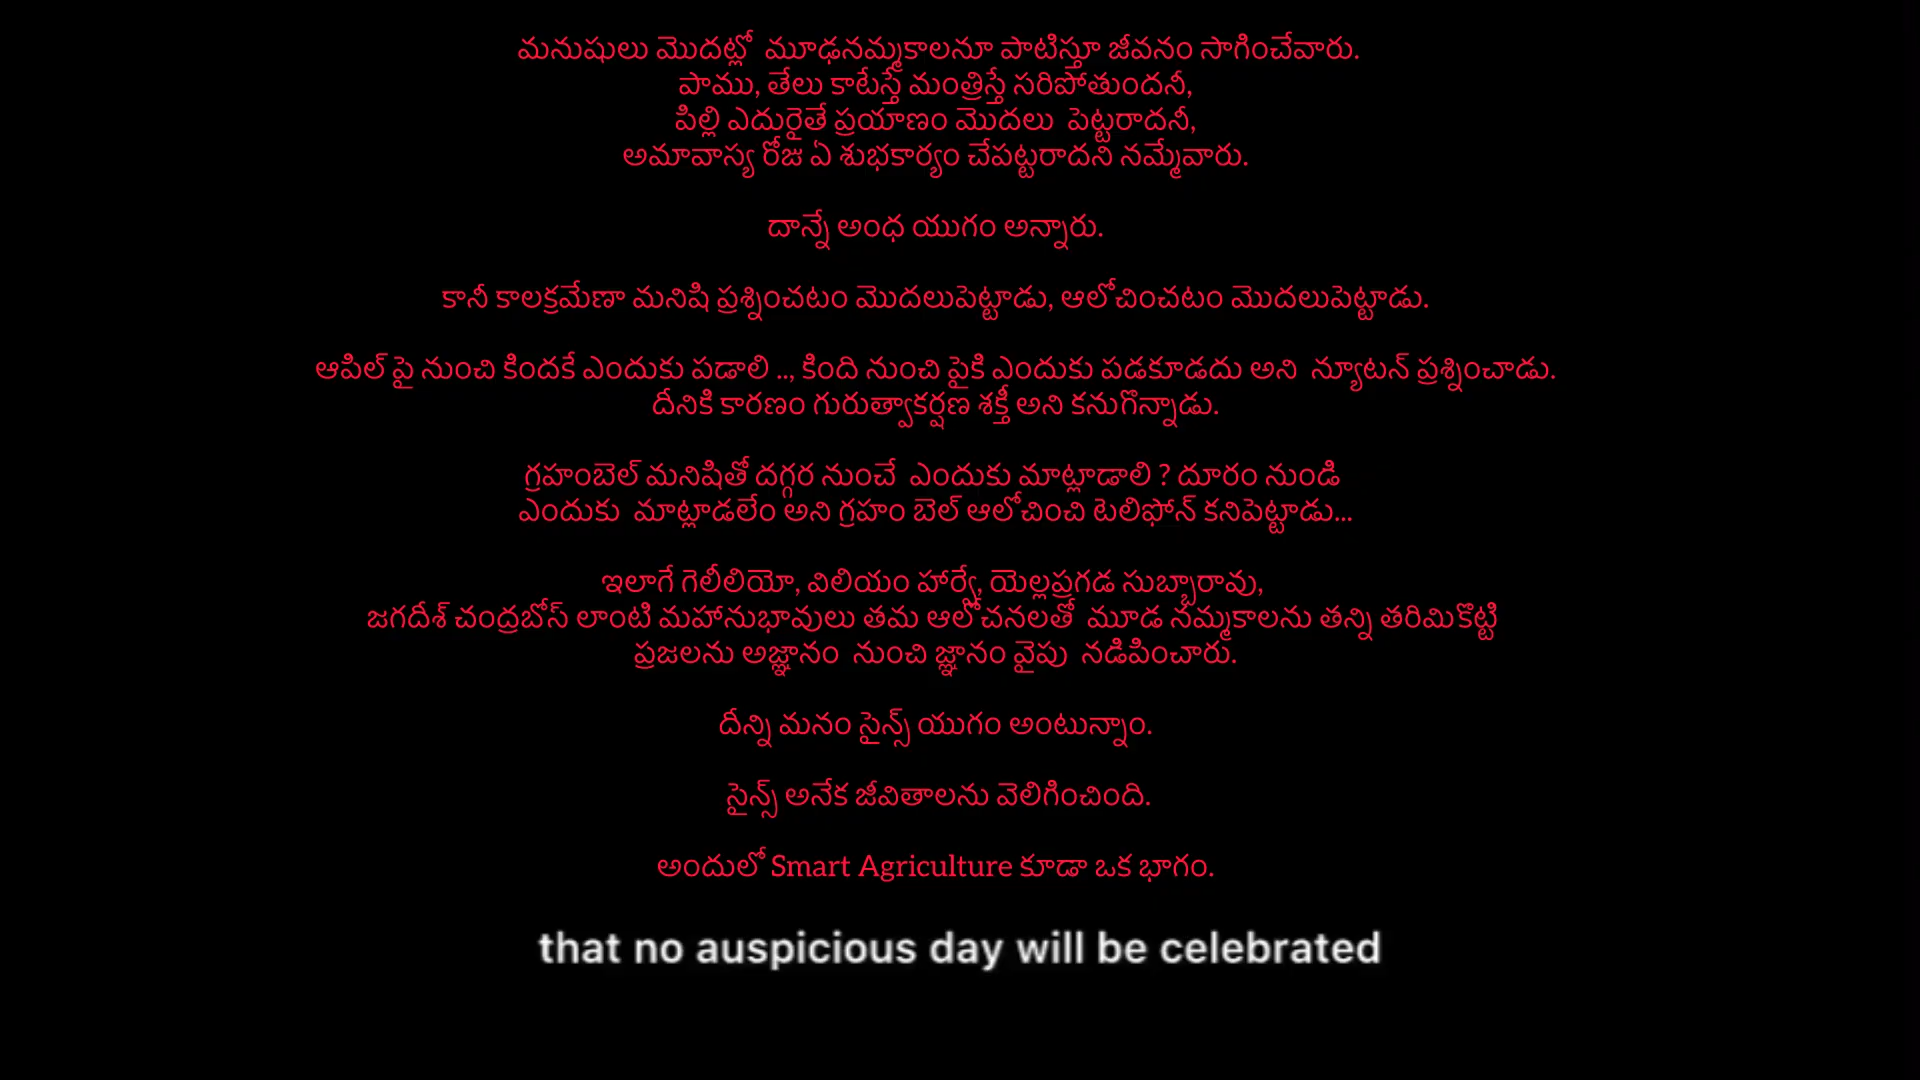 మనుషులు మొదట్లో మూఢనమ్మకాలనూ పాటిస్తూ జీవనం సాగించేవారు.
పాము, తేలు కాటేస్తే మంత్రిస్తే సరిపోతుందనీ,
పిల్లి ఎదురైతే ప్రయాణం మొదలు పెట్టరాదనీ,
అమావాస్య రోజు ఏ శుభకార్యం చేపట్టరాదని నమ్మేవారు.
దాన్నే అంధ యుగం అన్నారు.
కానీ కాలక్రమేణా మనిషి ప్రశ్నించటం మొదలుపెట్టాడు, ఆలోచించటం మొదలుపెట్టాడు.
ఆపిల్ పై నుంచి కిందకే ఎందుకు పడాలి .., కింది నుంచి పైకి ఎందుకు పడకూడదు అని న్యూటన్ ప్రశ్నించాడు.
దీనికి కారణం గురుత్వాకర్షణ శక్తీ అని కనుగొన్నాడు.
గ్రహంబెల్ మనిషితో దగ్గర నుంచే ఎందుకు మాట్లాడాలి ? దూరం నుండి
ఎందుకు మాట్లాడలేం అని గ్రహం బెల్ ఆలోచించి టెలిఫోన్ కనిపెట్టాడు...
ఇలాగే గెలీలియో, విలియం హార్వే, యెల్లప్రగడ సుబ్బారావు,
జగదీశ్ చంద్రబోస్ లాంటి మహానుభావులు తమ ఆలోచనలతో మూడ నమ్మకాలను తన్ని తరిమికొట్టి
ప్రజలను అజ్ఞానం నుంచి జ్ఞానం వైపు నడిపించారు.
దీన్ని మనం సైన్స్ యుగం అంటున్నాం.
సైన్స్ అనేక జీవితాలను వెలిగించింది.
అందులో Smart Agriculture కూడా ఒక భాగం.
that no auspicious day will be celebrated